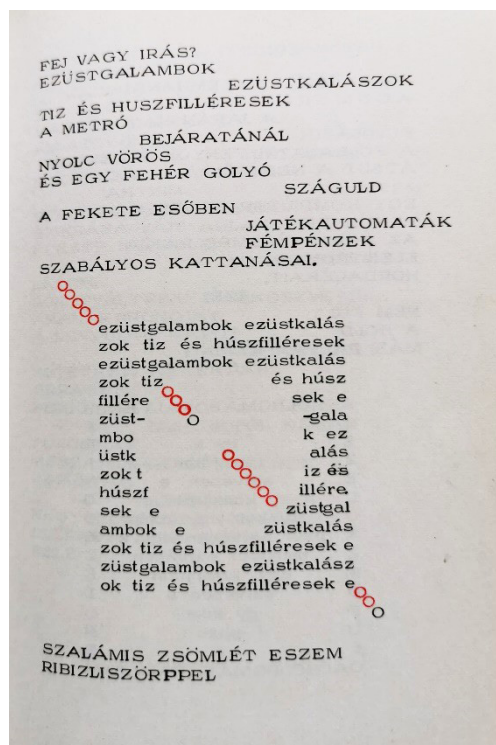 FEJ VAGY IRÁS?
EZÜSTGALAMBOK
EZÜSTKALÁSZOK
TIZ ÉS HUSZFILLÉRESEK
A METRÓ
BEJÁRATÁNÁL
NYOLC VÖRÖS
ÉS EGY FEHÉR GOLYÓ
SZÁGULD
A FEKETE ESŐBEN
JÁTÉKAUTOMATÁK
FÉMPÉNZEK
SZABÁLYOS KATTANÁSAI.
ezüstgalambok ezüstkalás
zok tiz és húszfilléresek
ezüstgalambok ezüstkalás
zok tiz és húsz
fillére sek e
züst- -gala
mbo k ez
üstk alás
zok t iz és
húszf illére.
sek e züstgal
ambok e züstkalás
zok tiz és húszfilléresek e
züstgalambok ezüstkalász
ok tiz és húszfilléresek e
SZALÁMIS ZSÖMLÉT ESZEM
RIBIZLISZÖRPPEL